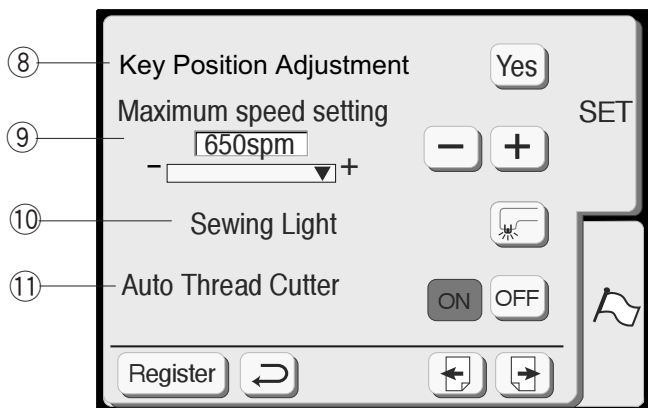 ⑧ Key Position Adjustment Yes
SET
Maximum speed setting
⑨ 650spm
- + − +
⑩ Sewing Light
⑪ Auto Thread Cutter ON OFF
Register